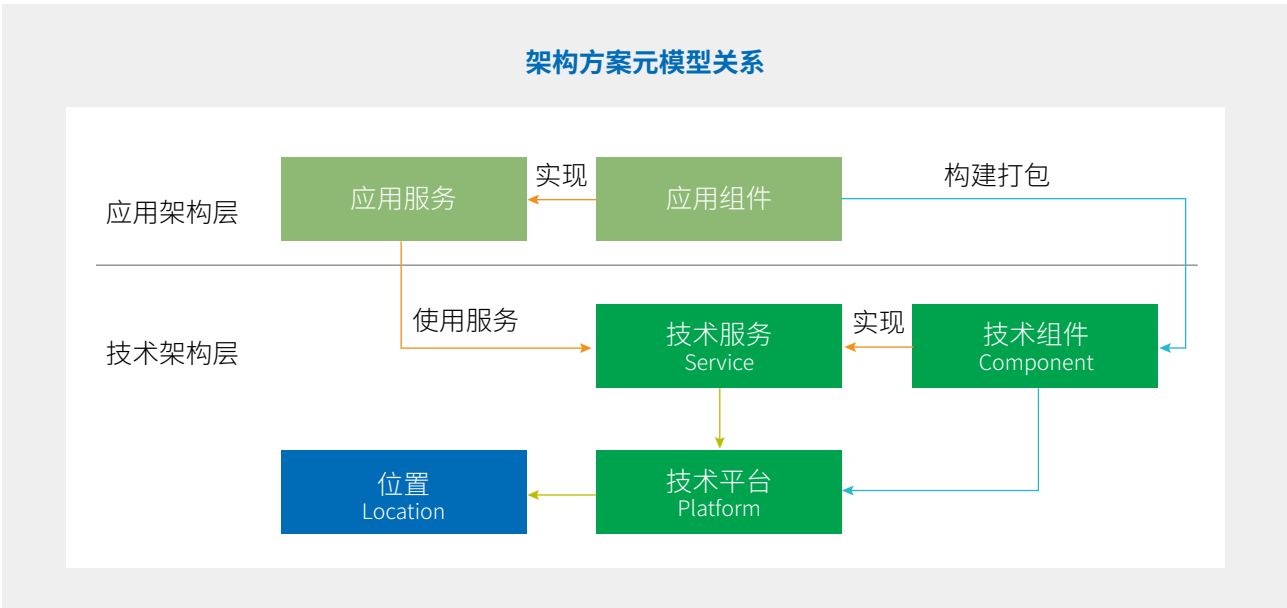 架构方案元模型关系
应用架构层
应用服务
实现
应用组件
构建打包
技术架构层
使用服务
技术服务
Service
实现
技术组件
Component
位置
Location
技术平台
Platform